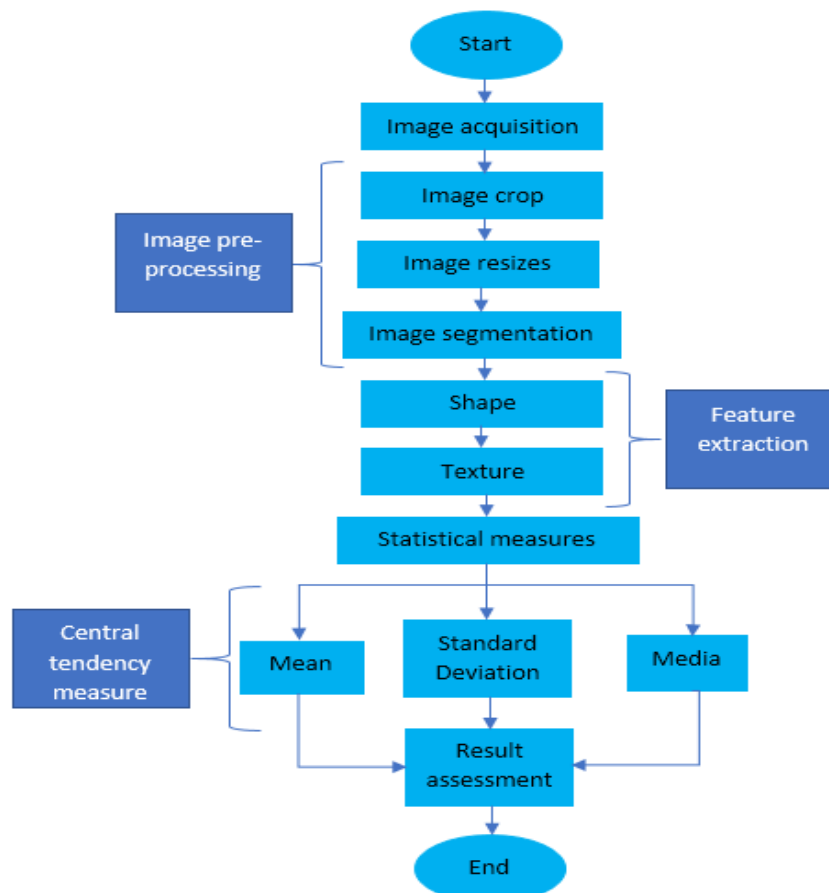 Start
Image acquisition
Image crop
Image pre-
processing
Image resizes
Image segmentation
Shape
Feature
extraction
Texture
Statistical measures
Central
tendency
measure
Mean
Standard
Deviation
Media
Result
assessment
End